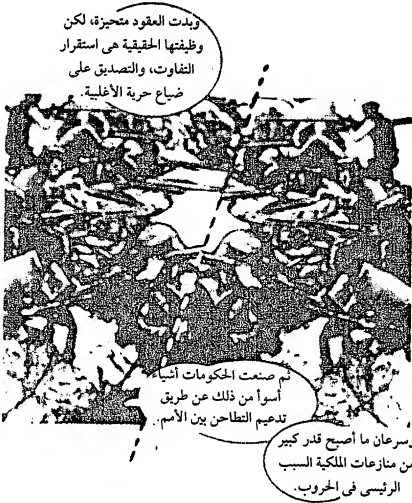 وبدت العقود متحيزة، لكن
وظيفتها الحقيقية هى استقرار
التفاوت، والتصديق على
ضياع حرية الأغلبية.
ثم صنعت الحكومات أشياء
أسوأ من ذلك عن طريق
تدعيم التطاحن بين الأمم.
وسرعان ما أصبح قدر كبير
من منازعات الملكية السبب
الرئيسى فى الحروب.